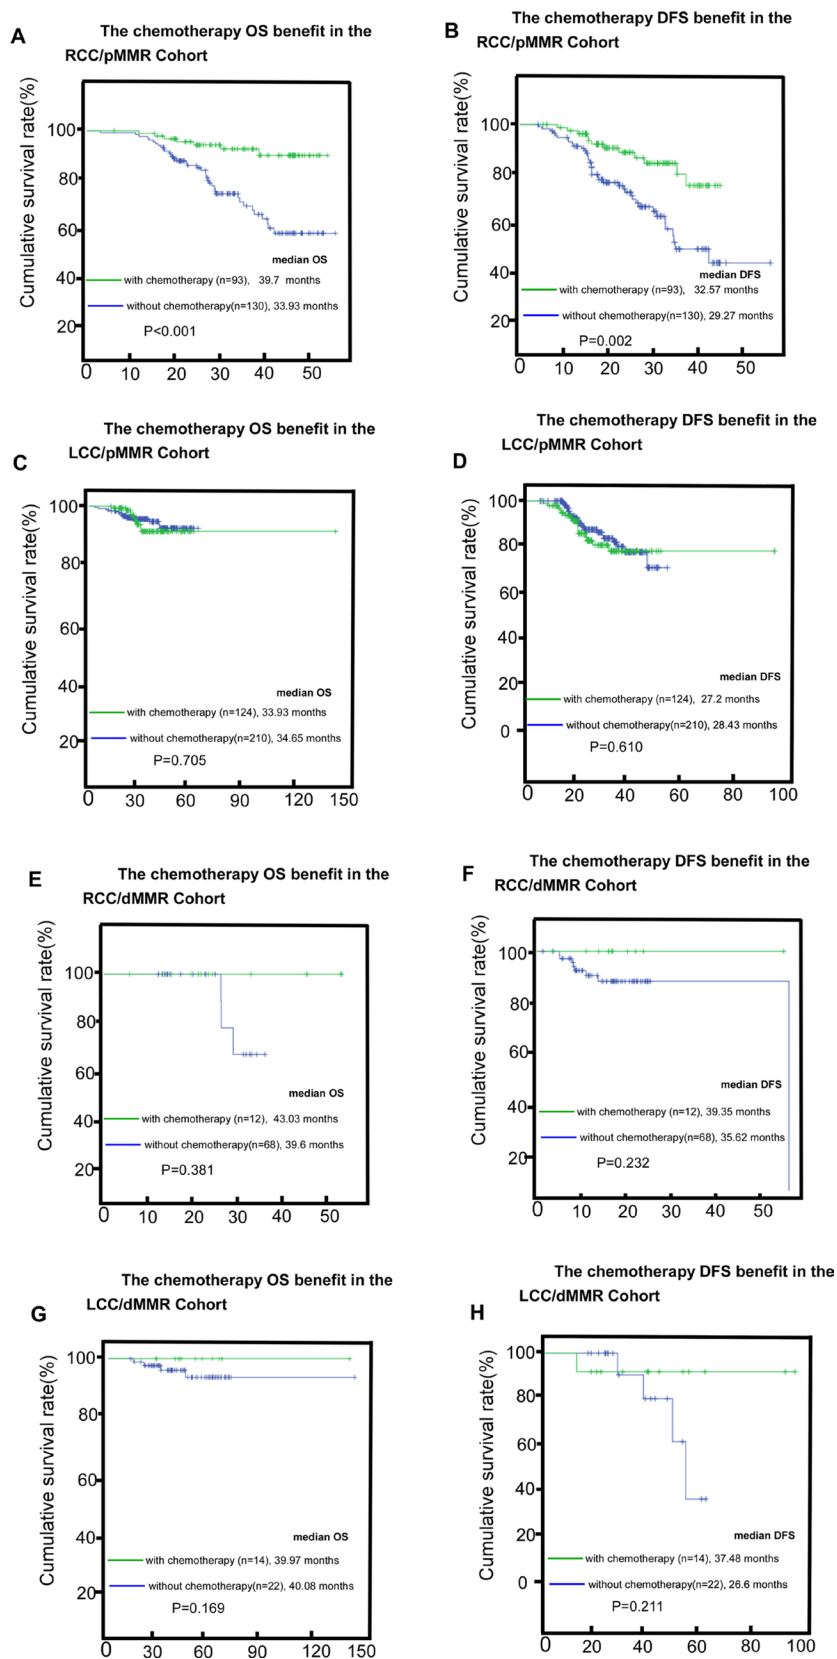 A
The chemotherapy OS benefit in the
RCC/pMMR Cohort
Cumulative survival rate(%)
100
80
60
40
20
median OS
with chemotherapy (n=93), 39.7 months
without chemotherapy(n=130), 33.93 months
P<0.001
0 10 20 30 40 50
B
The chemotherapy DFS benefit in the
RCC/pMMR Cohort
Cumulative survival rate(%)
100
80
60
40
20
median DFS
with chemotherapy (n=93), 32.57 months
without chemotherapy(n=130), 29.27 months
P=0.002
0 10 20 30 40 50
C
The chemotherapy OS benefit in the
LCC/pMMR Cohort
Cumulative survival rate(%)
100
80
60
40
20
median OS
with chemotherapy (n=124), 33.93 months
without chemotherapy(n=210), 34.65 months
P=0.705
0 30 60 90 120 150
D
The chemotherapy DFS benefit in the
LCC/pMMR Cohort
Cumulative survival rate(%)
100
80
60
40
20
0
median DFS
with chemotherapy (n=124), 27.2 months
without chemotherapy(n=210), 28.43 months
P=0.610
20 40 60 80 100
E
The chemotherapy OS benefit in the
RCC/dMMR Cohort
Cumulative survival rate(%)
100
80
60
40
20
median OS
with chemotherapy (n=12), 43.03 months
without chemotherapy(n=68), 39.6 months
P=0.381
0 10 20 30 40 50
F
The chemotherapy DFS benefit in the
RCC/dMMR Cohort
Cumulative survival rate(%)
100
80
60
40
20
median DFS
with chemotherapy (n=12), 39.35 months
without chemotherapy(n=68), 35.62 months
P=0.232
0 10 20 30 40 50
G
The chemotherapy OS benefit in the
LCC/dMMR Cohort
Cumulative survival rate(%)
100
80
60
40
20
median OS
with chemotherapy (n=14), 39.97 months
without chemotherapy(n=22), 40.08 months
P=0.169
0 30 60 90 120 150
H
The chemotherapy DFS benefit in the
LCC/dMMR Cohort
Cumulative survival rate(%)
100
80
60
40
20
0
median DFS
with chemotherapy (n=14), 37.48 months
without chemotherapy(n=22), 26.6 months
P=0.211
0 20 40 60 80 100